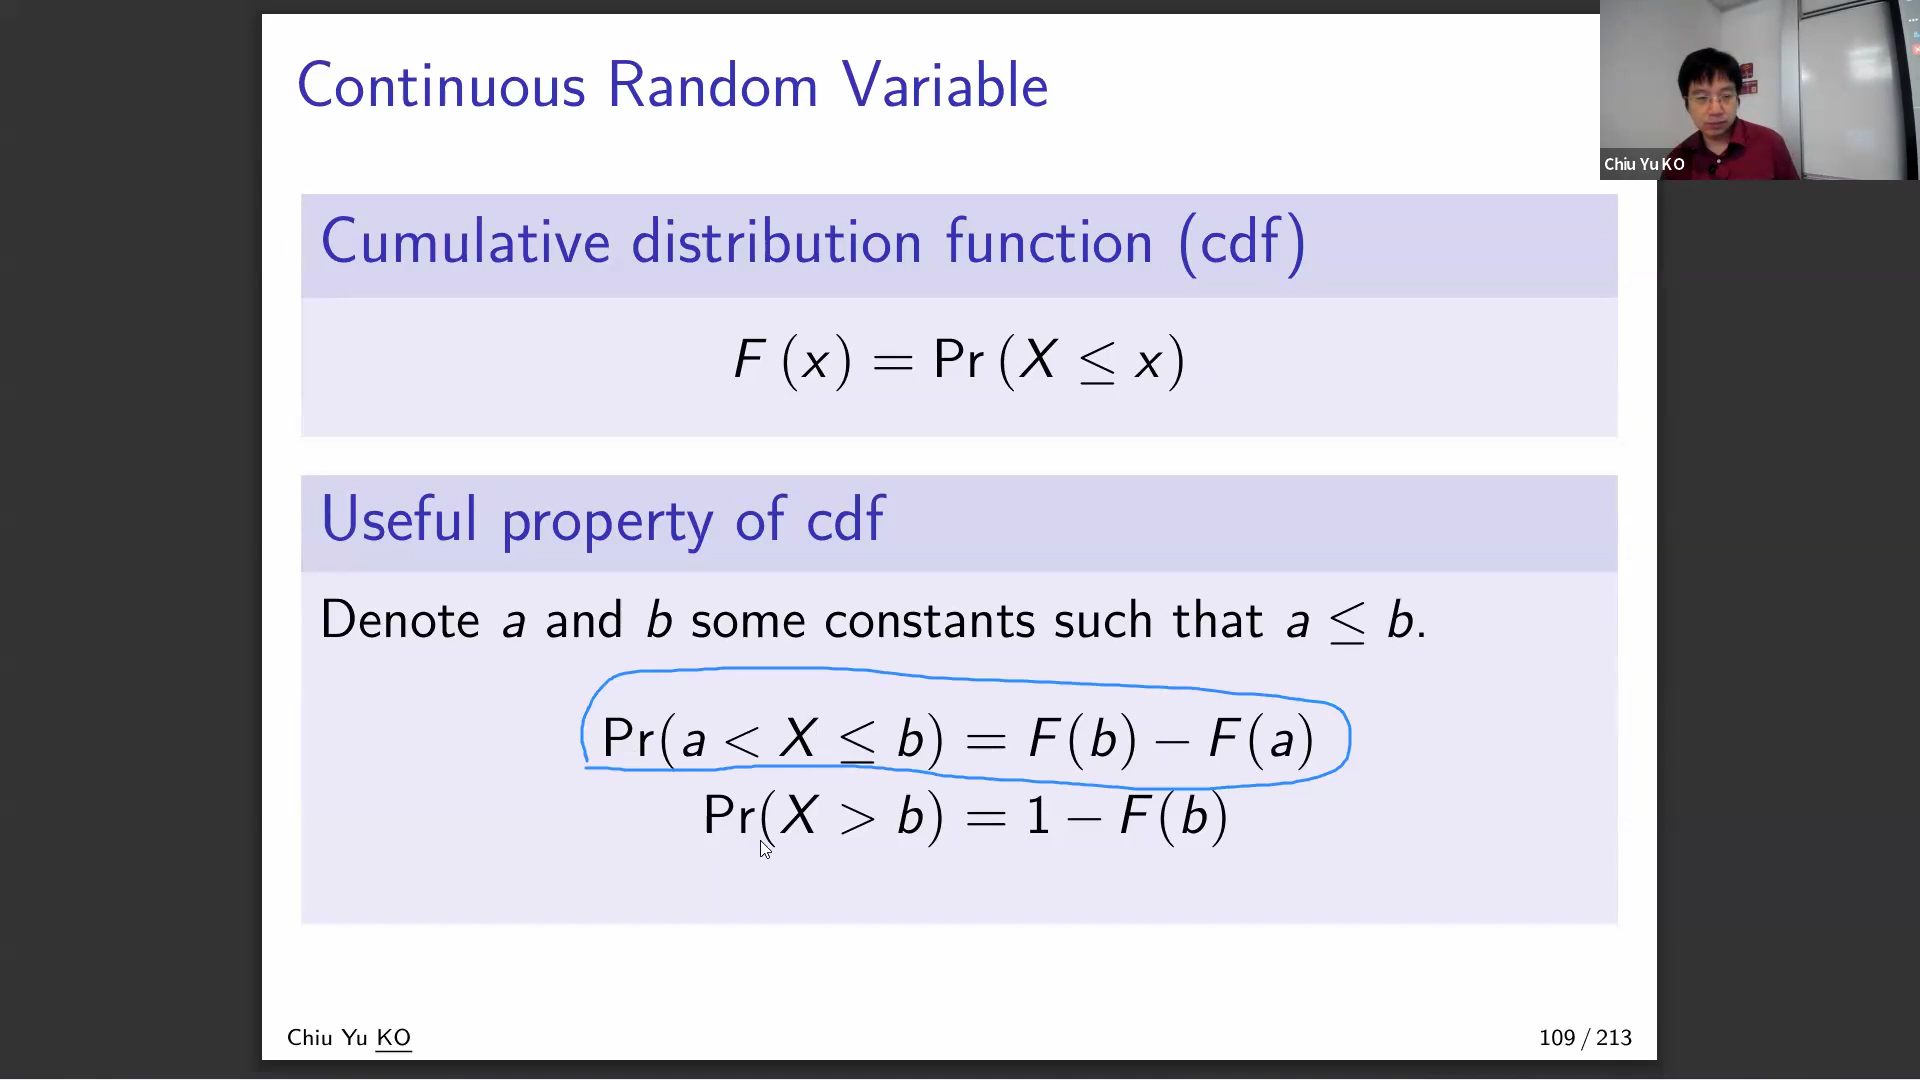 Continuous Random Variable
Chiu Yu KO
Cumulative distribution function (cdf)
F (x) = Pr (X ≤ x)
Useful property of cdf
Denote a and b some constants such that a ≤ b.
Pr(a < X ≤ b) = F(b) − F(a)
Pr(X > b) = 1 − F(b)
Chiu Yu KO
109 / 213